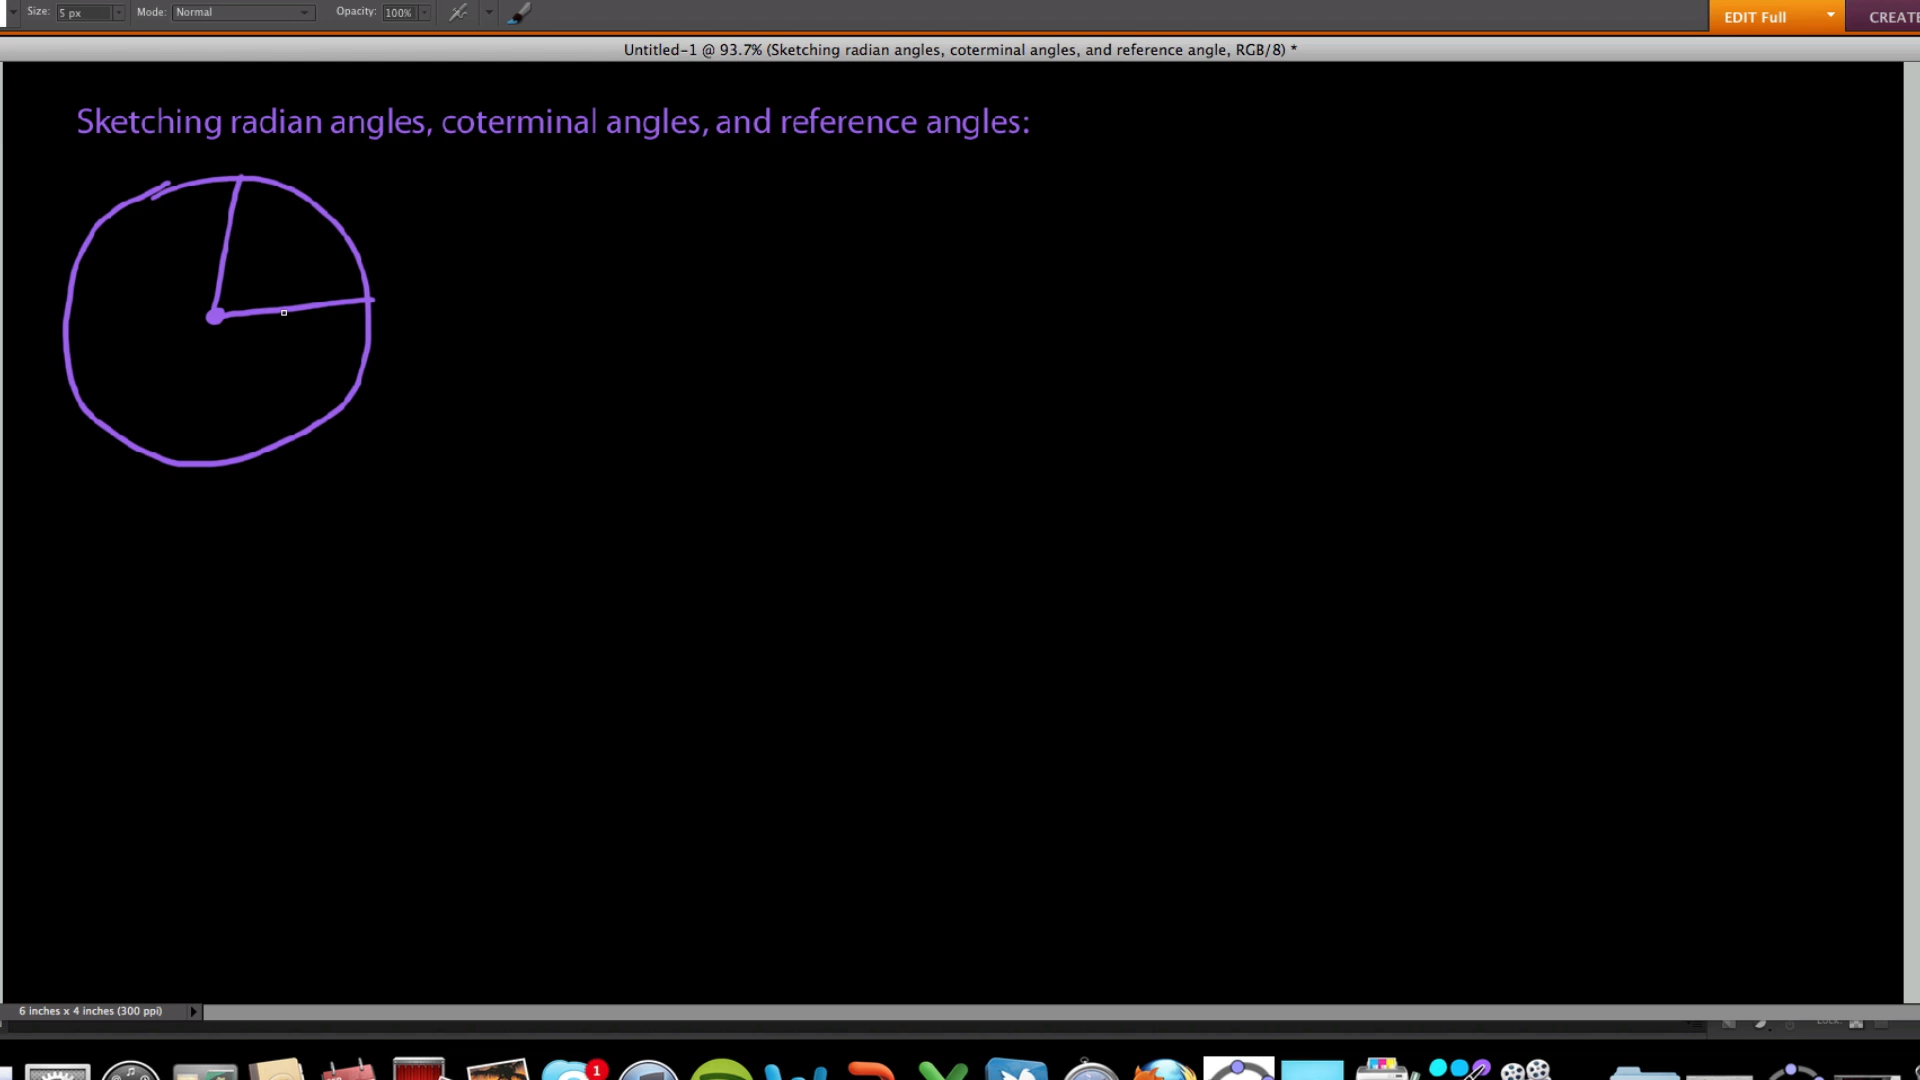 Size: 5 px Mode: Normal Opacity: 100% EDIT Full CREATE
Untitled-1 @ 93.7% (Sketching radian angles, coterminal angles, and reference angle, RGB/8) *
Sketching radian angles, coterminal angles, and reference angles:
6 inches x 4 inches (300 ppi)
1